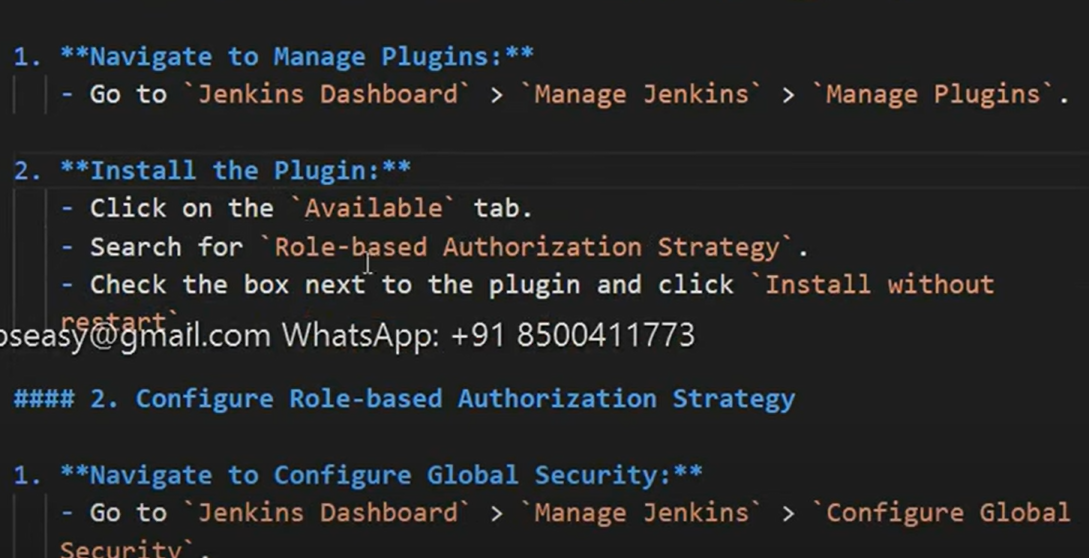 1. **Navigate to Manage Plugins:**
- Go to `Jenkins Dashboard` > `Manage Jenkins` > `Manage Plugins`.
2. **Install the Plugin:**
- Click on the `Available` tab.
- Search for `Role-based Authorization Strategy`.
- Check the box next to the plugin and click `Install without
restart`.
pseasy@gmail.com WhatsApp: +91 8500411773
#### 2. Configure Role-based Authorization Strategy
1. **Navigate to Configure Global Security:**
- Go to `Jenkins Dashboard` > `Manage Jenkins` > `Configure Global
Security`.